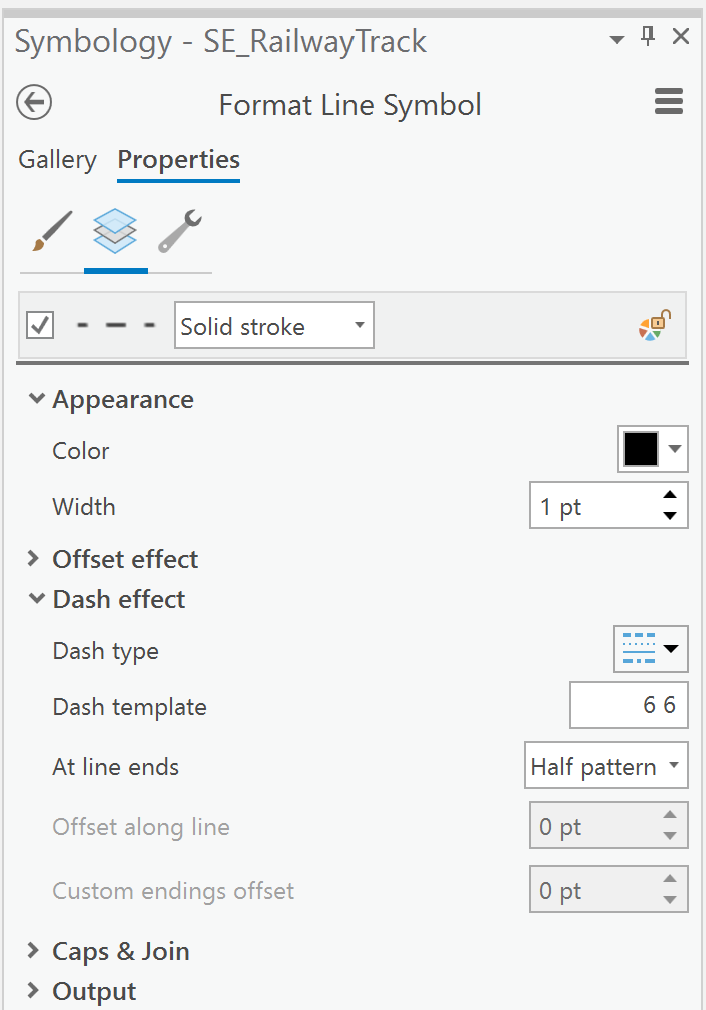 Symbology - SE_RailwayTrack
Format Line Symbol
Gallery Properties
Solid stroke
Appearance
Color
Width 1 pt
Offset effect
Dash effect
Dash type
Dash template 6 6
At line ends Half pattern
Offset along line 0 pt
Custom endings offset 0 pt
Caps & Join
Output